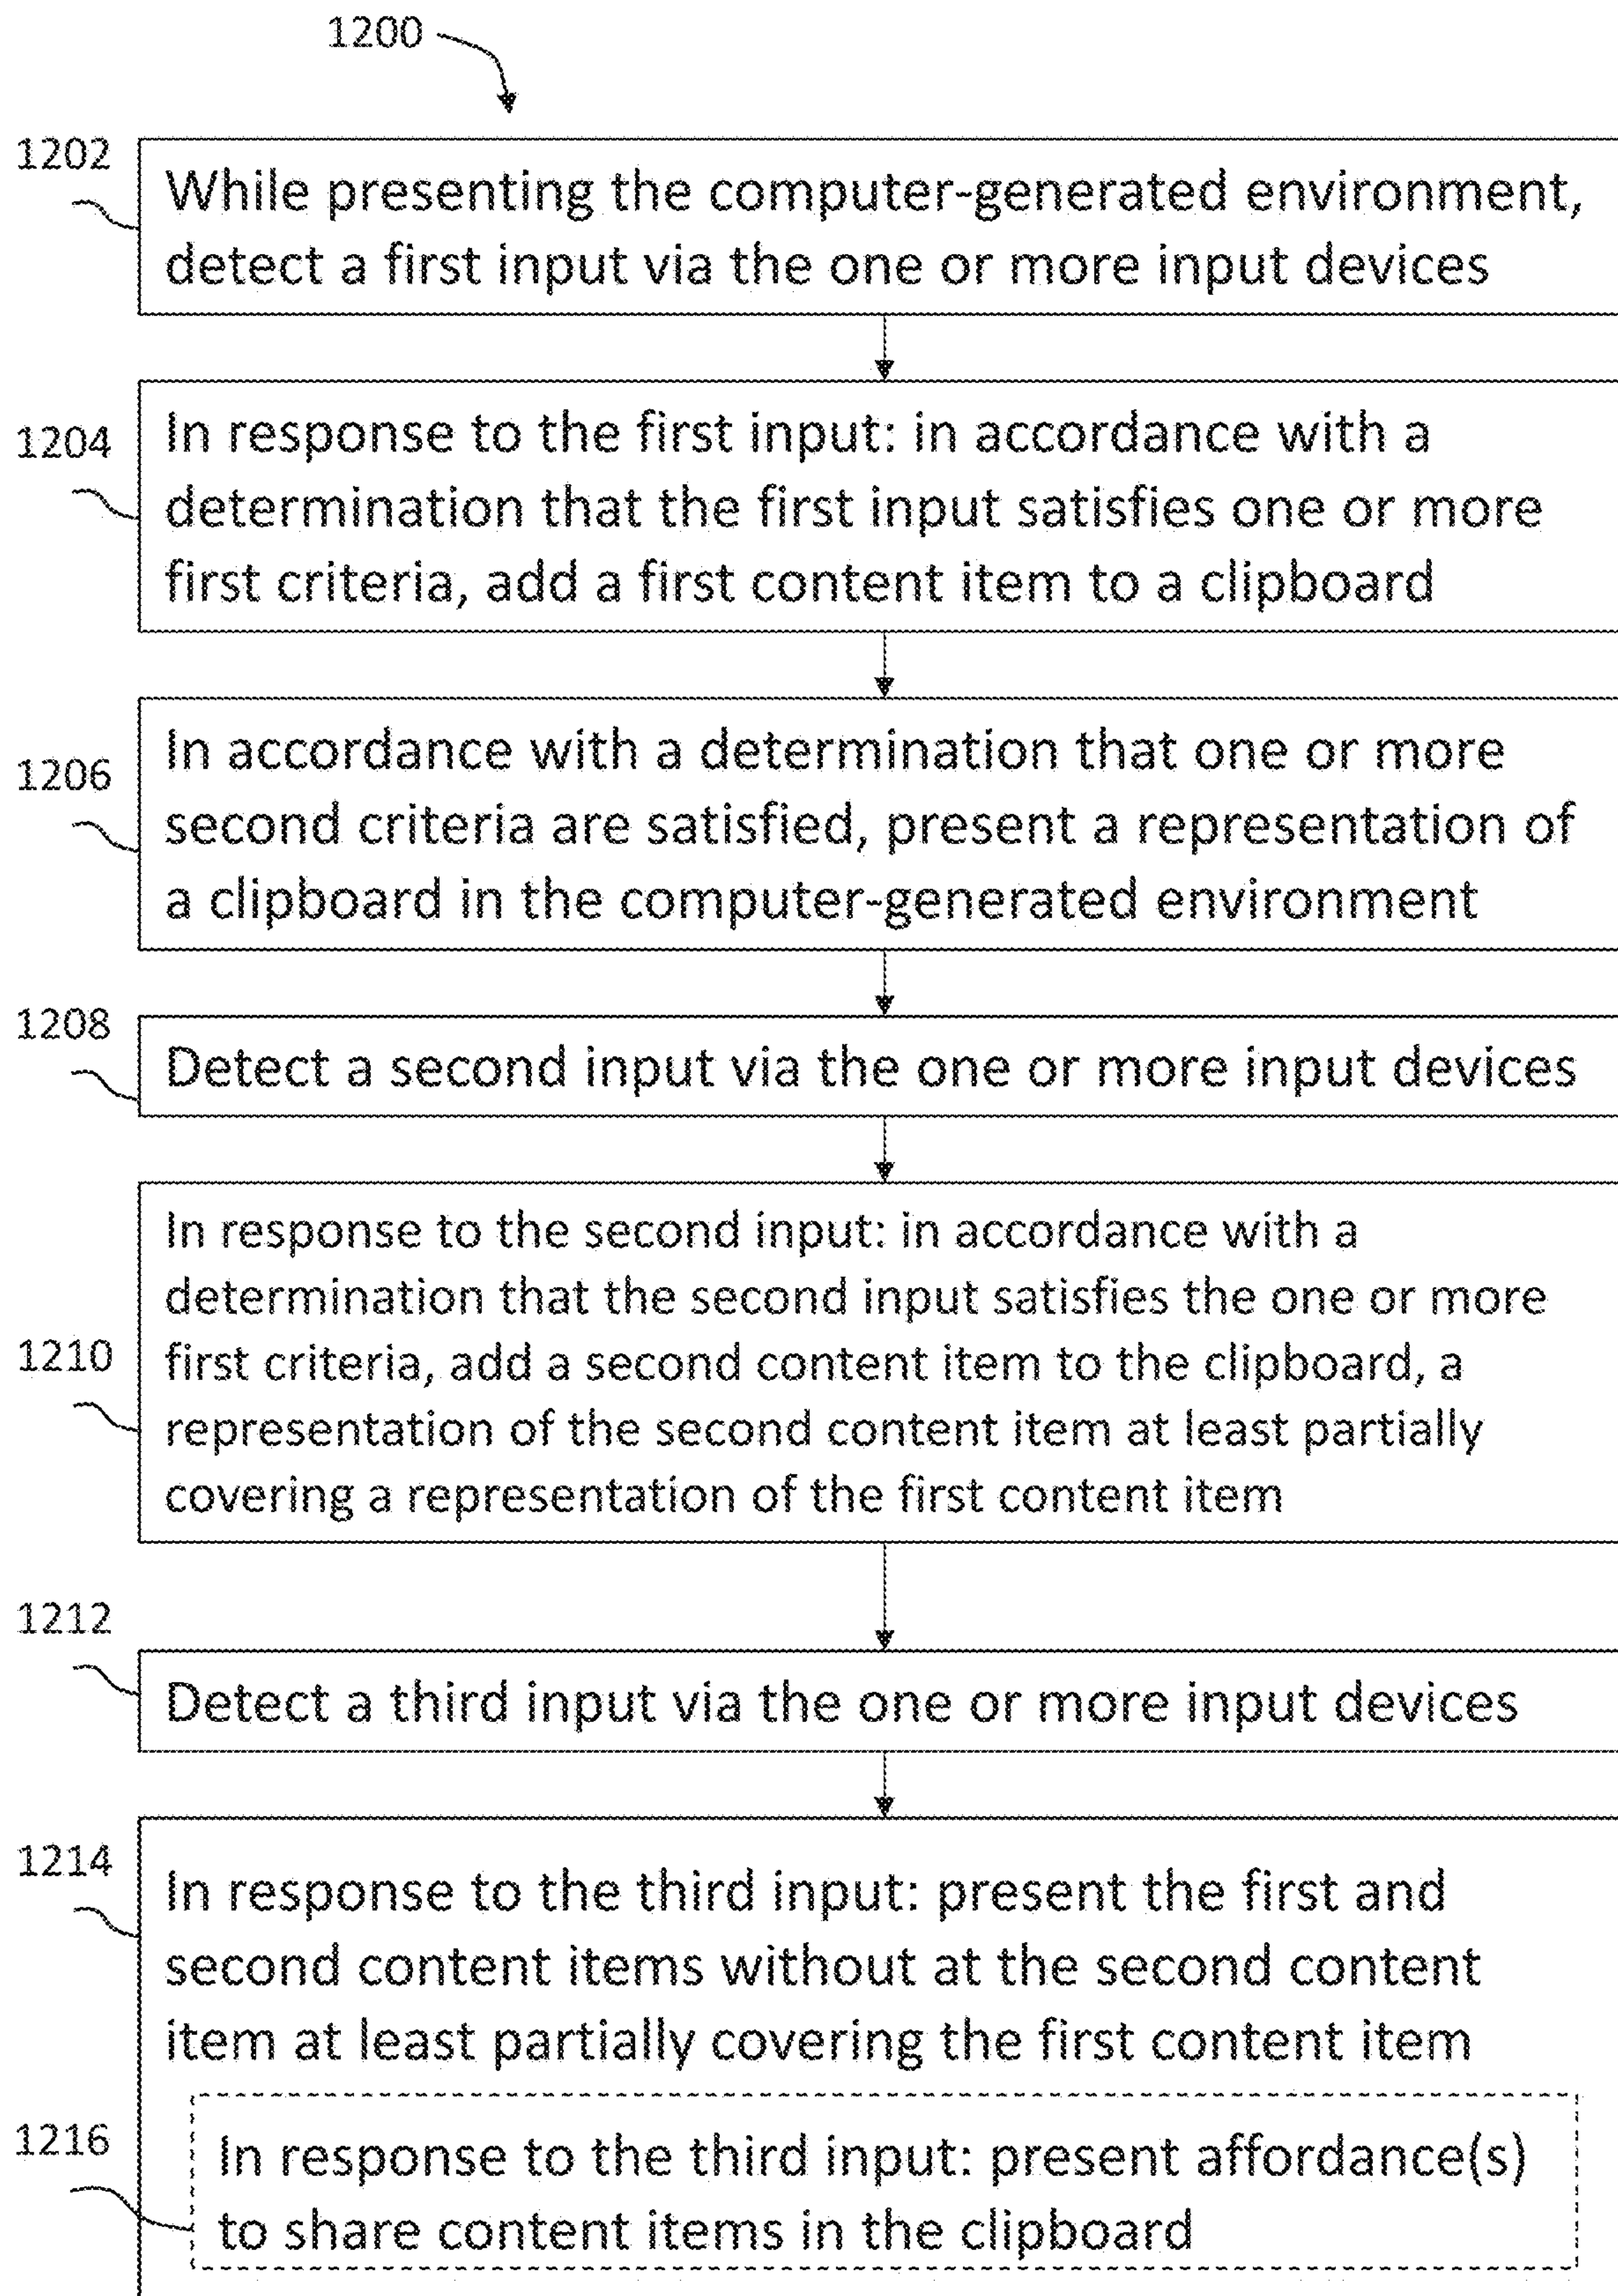 1200
1202
While presenting the computer-generated environment,
detect a first input via the one or more input devices
1204
In response to the first input: in accordance with a
determination that the first input satisfies one or more
first criteria, add a first content item to a clipboard
1206
In accordance with a determination that one or more
second criteria are satisfied, present a representation of
a clipboard in the computer-generated environment
1208
Detect a second input via the one or more input devices
1210
In response to the second input: in accordance with a
determination that the second input satisfies the one or more
first criteria, add a second content item to the clipboard, a
representation of the second content item at least partially
covering a representation of the first content item
1212
Detect a third input via the one or more input devices
1214
In response to the third input: present the first and
second content items without at the second content
item at least partially covering the first content item
1216
In response to the third input: present affordance(s)
to share content items in the clipboard